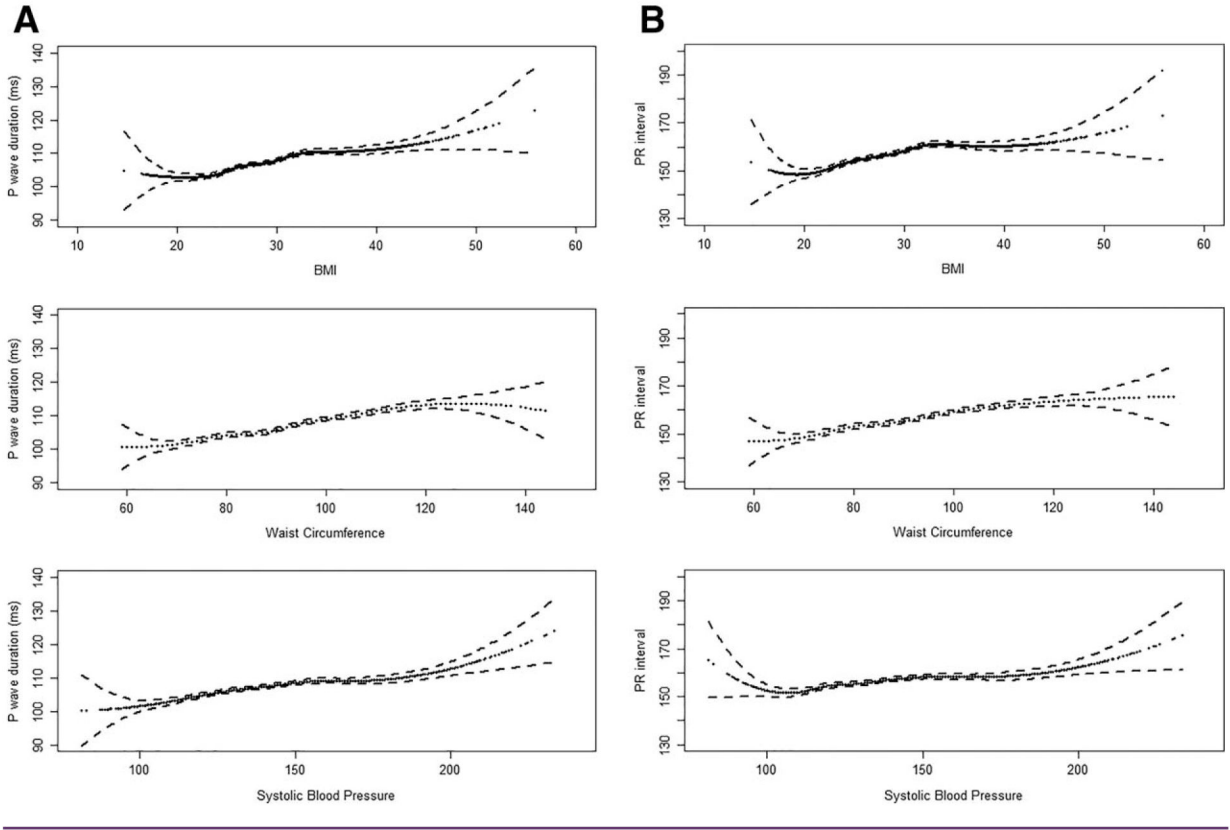 A
P wave duration (ms)
140
130
120
110
100
90
10 20 30 40 50 60
BMI
P wave duration (ms)
140
130
120
110
100
90
60 80 100 120 140
Waist Circumference
P wave duration (ms)
140
130
120
110
100
90
100 150 200
Systolic Blood Pressure
B
PR interval
190
170
150
130
10 20 30 40 50 60
BMI
PR interval
190
170
150
130
60 80 100 120 140
Waist Circumference
PR interval
190
170
150
130
100 150 200
Systolic Blood Pressure